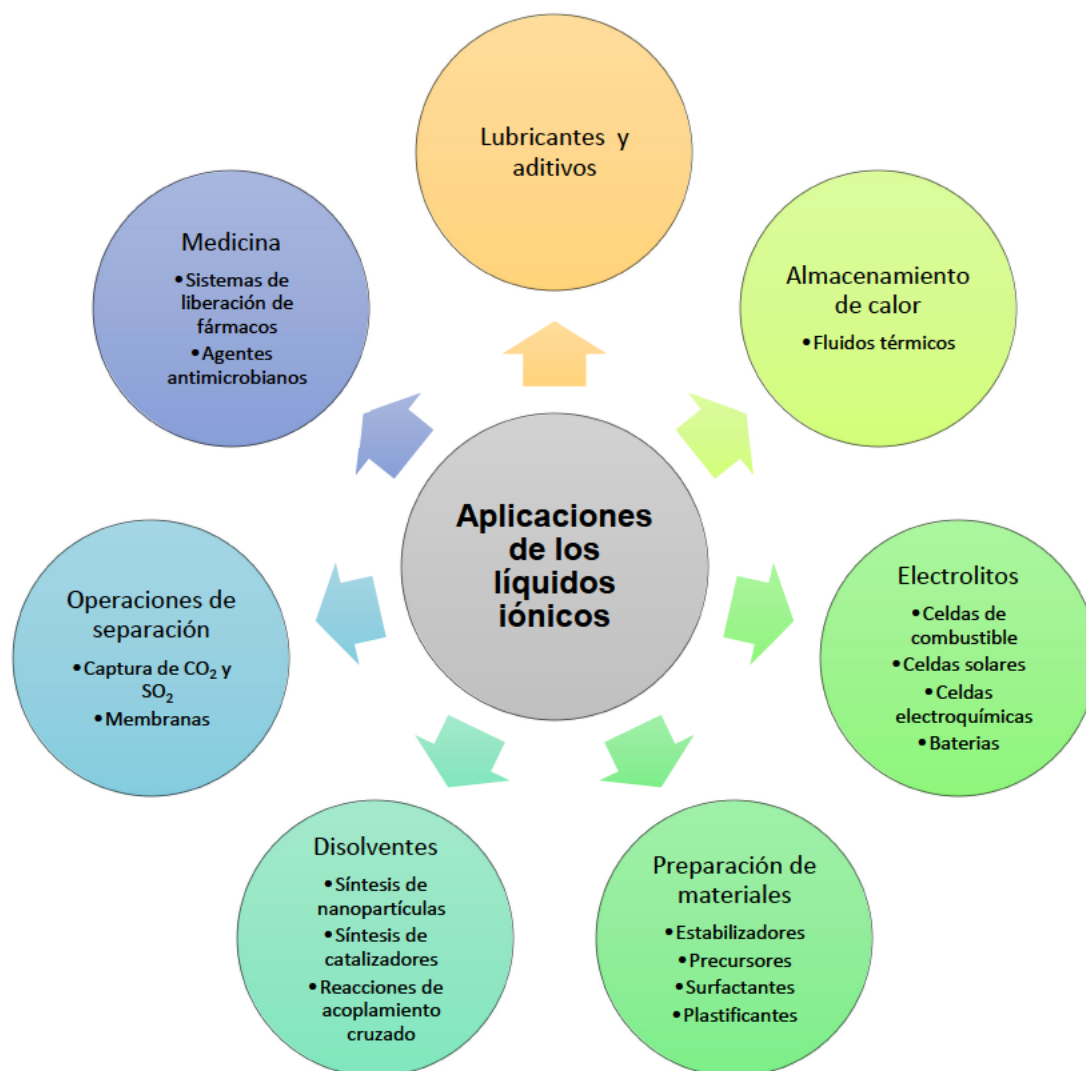 Lubricantes y
aditivos
Almacenamiento
de calor
•Fluidos térmicos
Electrolitos
•Celdas de
combustible
•Celdas solares
•Celdas
electroquímicas
•Baterias
Preparación de
materiales
•Estabilizadores
•Precursores
•Surfactantes
•Plastificantes
Disolventes
•Síntesis de
nanopartículas
•Síntesis de
catalizadores
•Reacciones de
acoplamiento
cruzado
Operaciones de
separación
•Captura de CO₂ y
SO₂
•Membranas
Medicina
•Sistemas de
liberación de
fármacos
•Agentes
antimicrobianos
Aplicaciones
de los
líquidos
iónicos